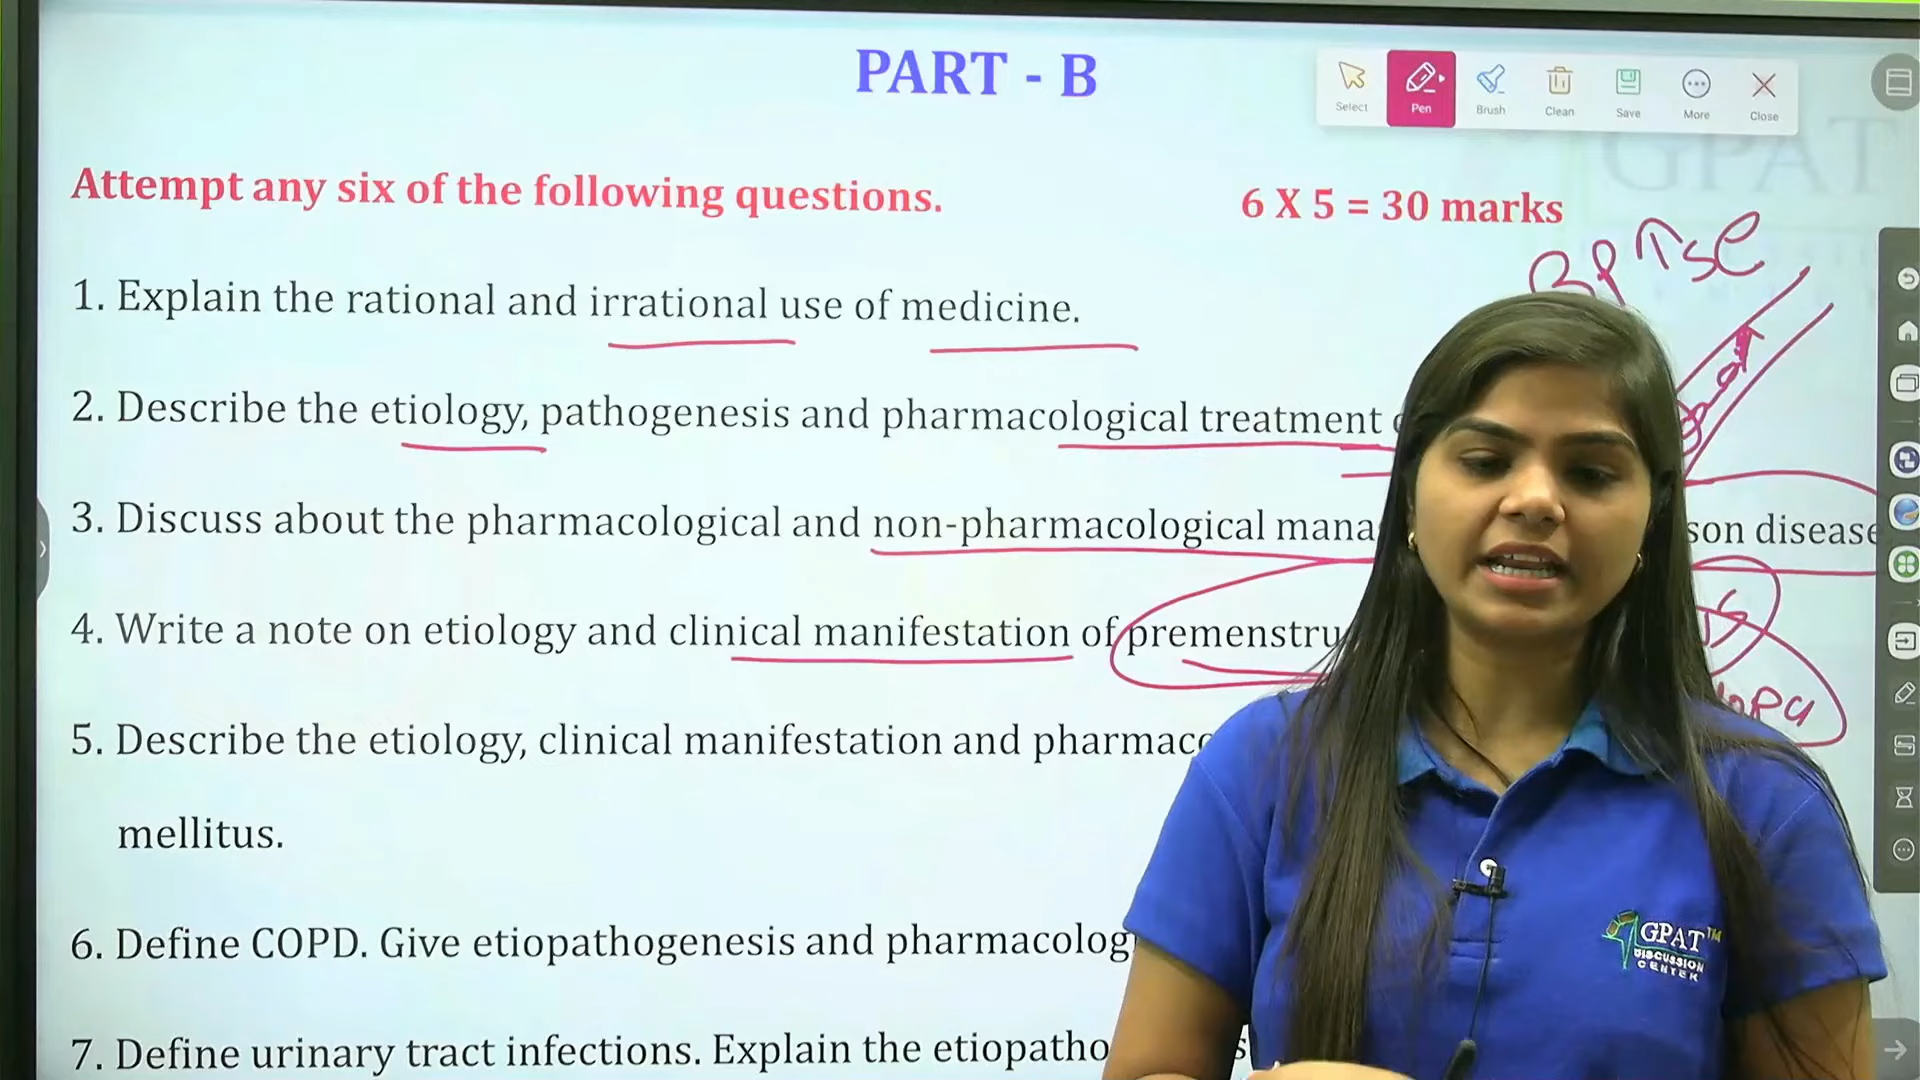 PART - B
Select Pen Brush Clean Save More Close
GPAT
Attempt any six of the following questions. 6 X 5 = 30 marks
1. Explain the rational and irrational use of medicine.
2. Describe the etiology, pathogenesis and pharmacological treatment
3. Discuss about the pharmacological and non-pharmacological mana son disease
4. Write a note on etiology and clinical manifestation of premenstru
5. Describe the etiology, clinical manifestation and pharmaco
mellitus.
6. Define COPD. Give etiopathogenesis and pharmacolog
7. Define urinary tract infections. Explain the etiopatho s
GPAT™
DISCUSSION
CENTER